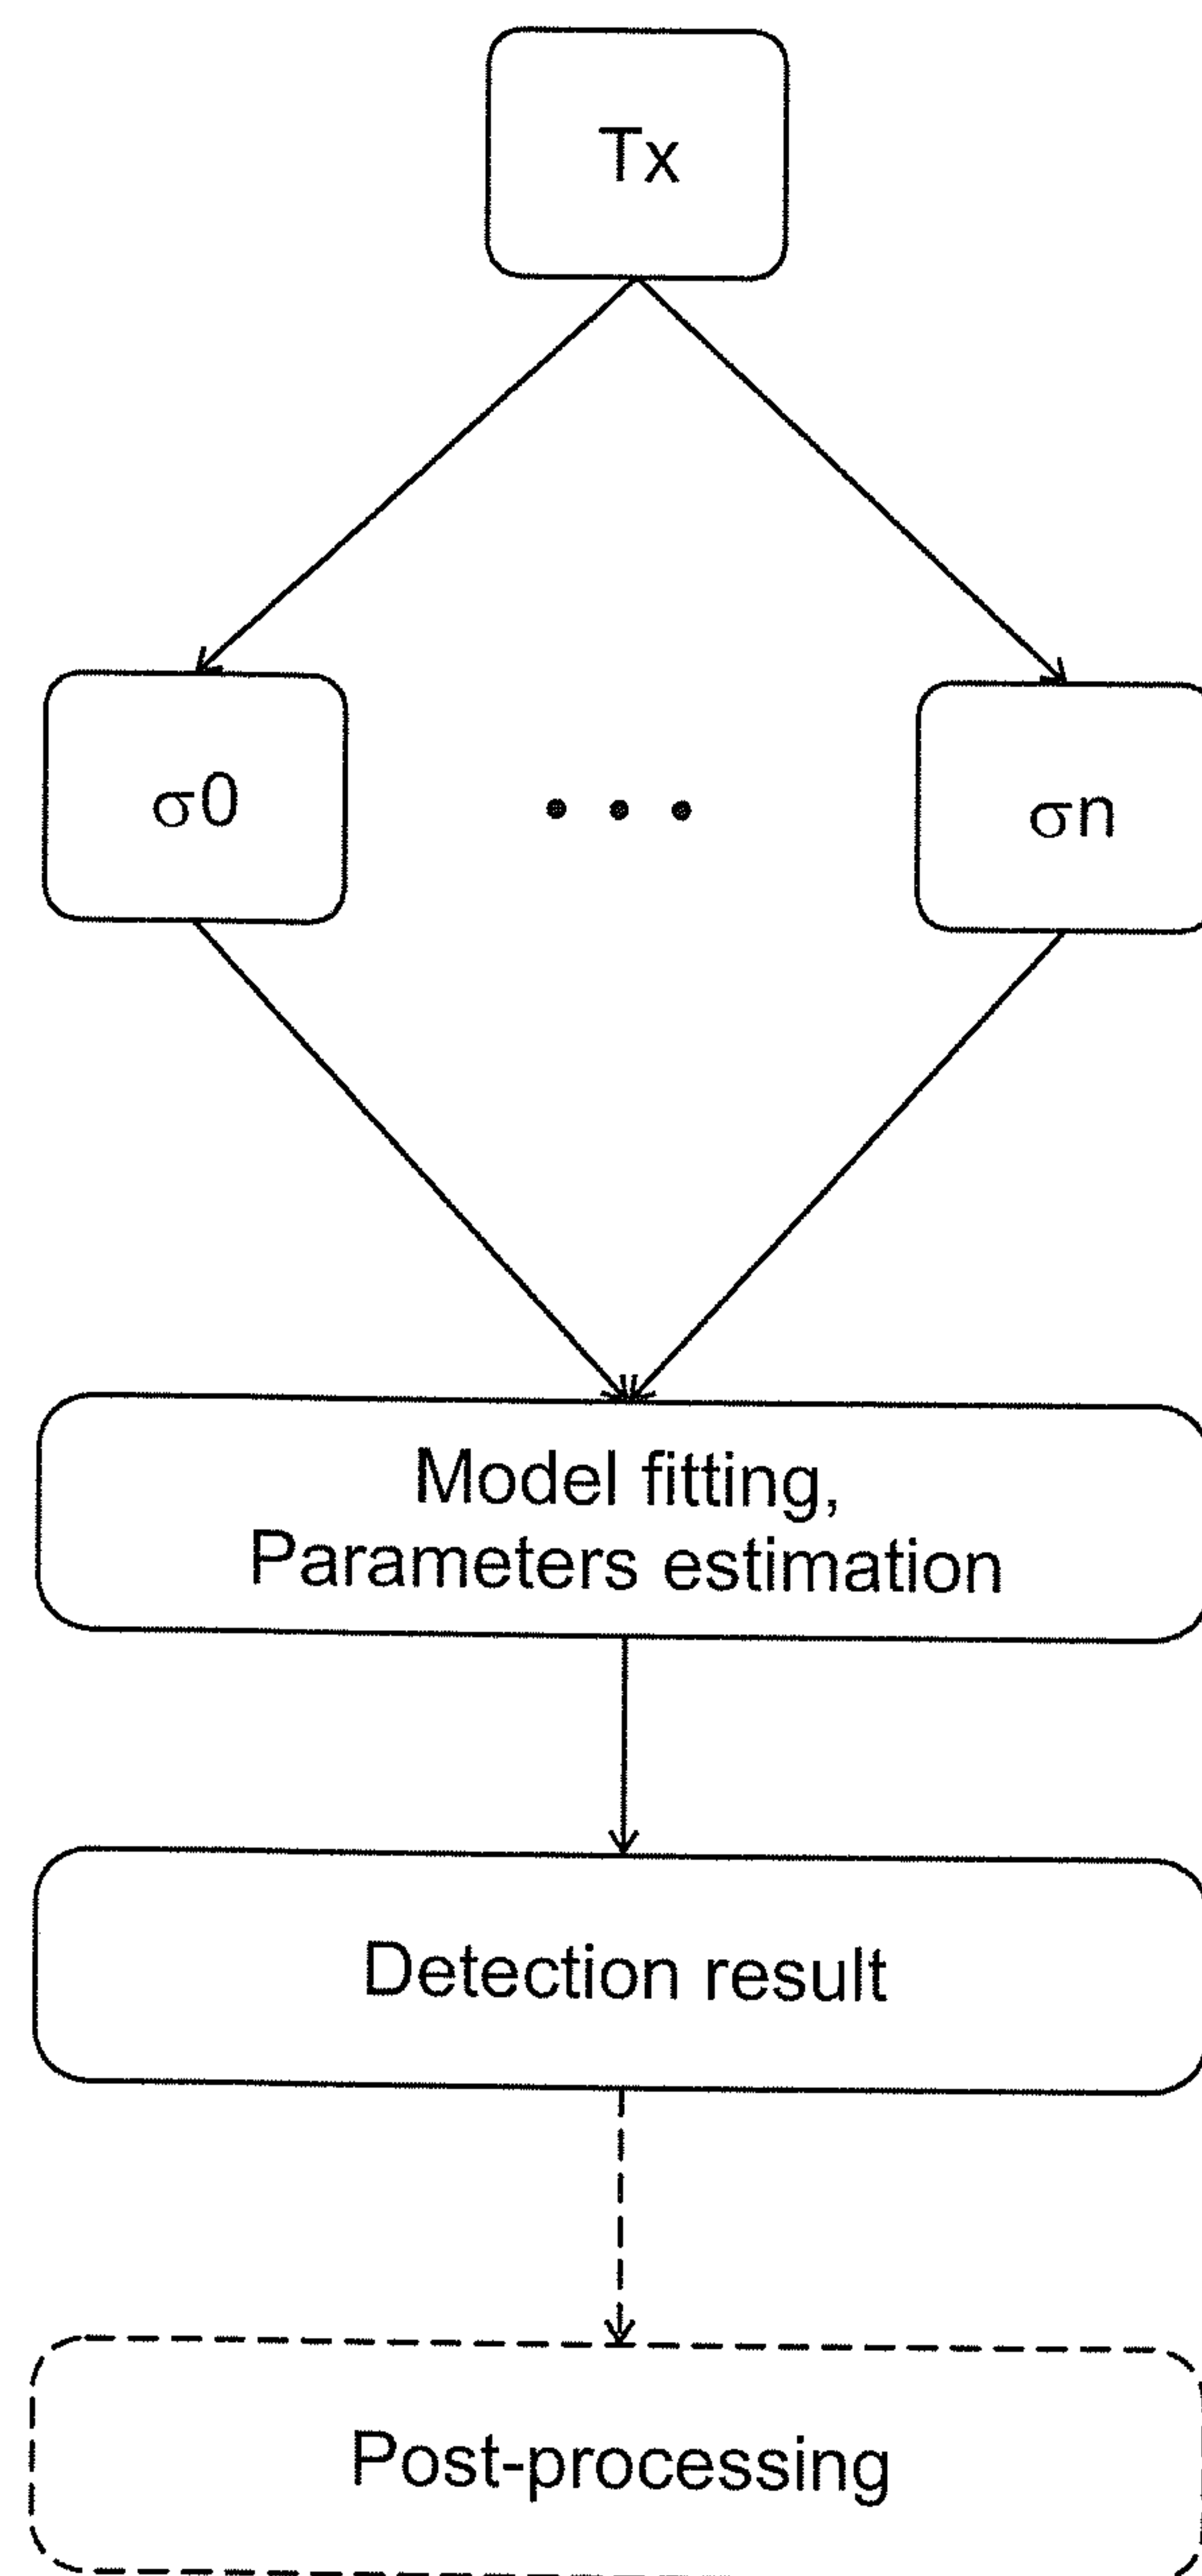 Tx
σ0
• • •
σn
Model fitting,
Parameters estimation
Detection result
Post-processing